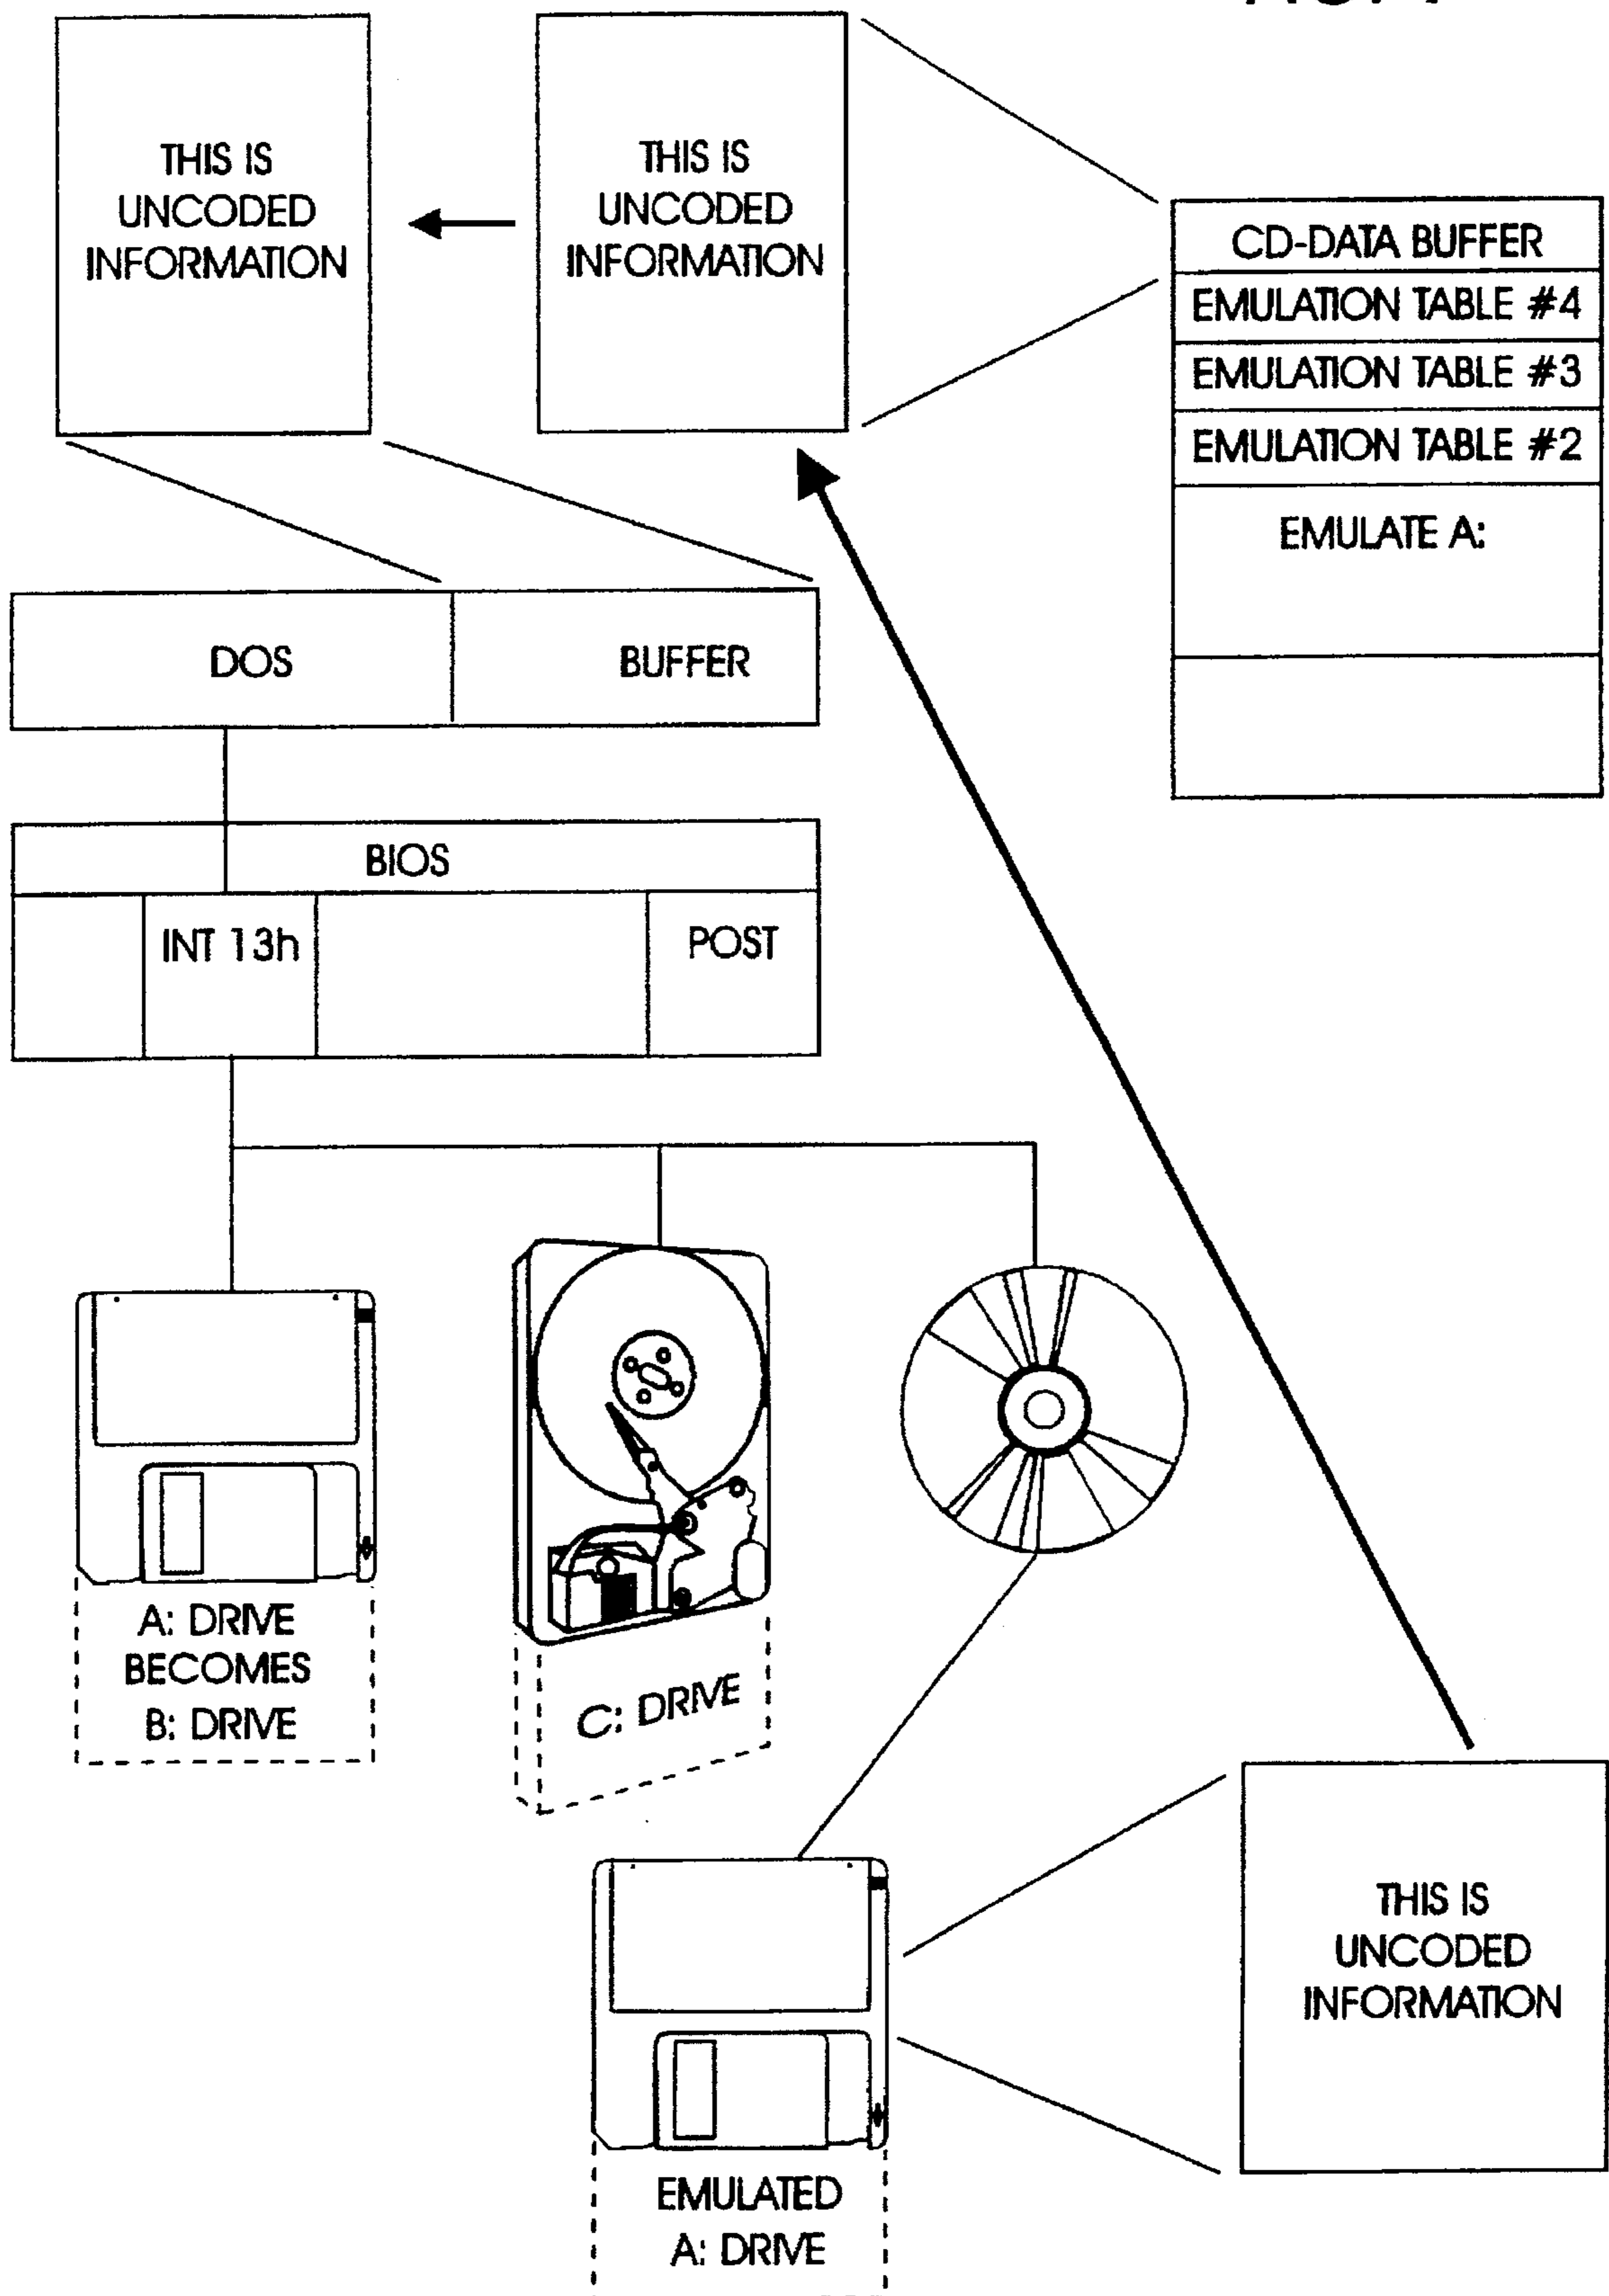 THIS IS
UNCODED
INFORMATION
THIS IS
UNCODED
INFORMATION
CD-DATA BUFFER
EMULATION TABLE #4
EMULATION TABLE #3
EMULATION TABLE #2
EMULATE A:
DOS
BUFFER
BIOS
INT 13h
POST
A: DRIVE
BECOMES
B: DRIVE
C: DRIVE
THIS IS
UNCODED
INFORMATION
EMULATED
A: DRIVE